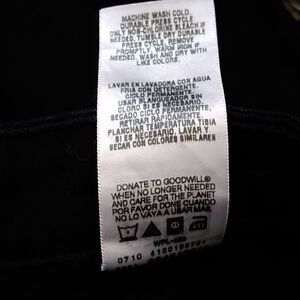 MACHINE WASH COLD.
DURABLE PRESS CYCLE
ONLY NON-CHLORINE BLEACH IF
NEEDED. TUMBLE DRY DURABLE
PRESS CYCLE. REMOVE
PROMPTLY. WARM IRON IF
NEEDED. WASH AND DRY WITH
LIKE COLORS.
LAVAR EN LAVADORA CON AGUA
FRIA CON DETERGENTE.
CICLO PERMANENTE.
USAR BLANQUEADOR SIN
CLORO SI ES NECESARIO.
CICLO PERMANENTE.
RETIRAR RAPIDAMENTE.
PLANCHAR TEMPERATURA TIBIA
SI ES NECESARIO. LAVAR Y
SECAR CON COLORES SIMILARES
DONATE TO GOODWILL®
WHEN NO LONGER NEEDED
AND CARE FOR THE PLANET
POR FAVOR DONE CUANDO
NO LO VAYA A USAR MAS
WPL-423
0710